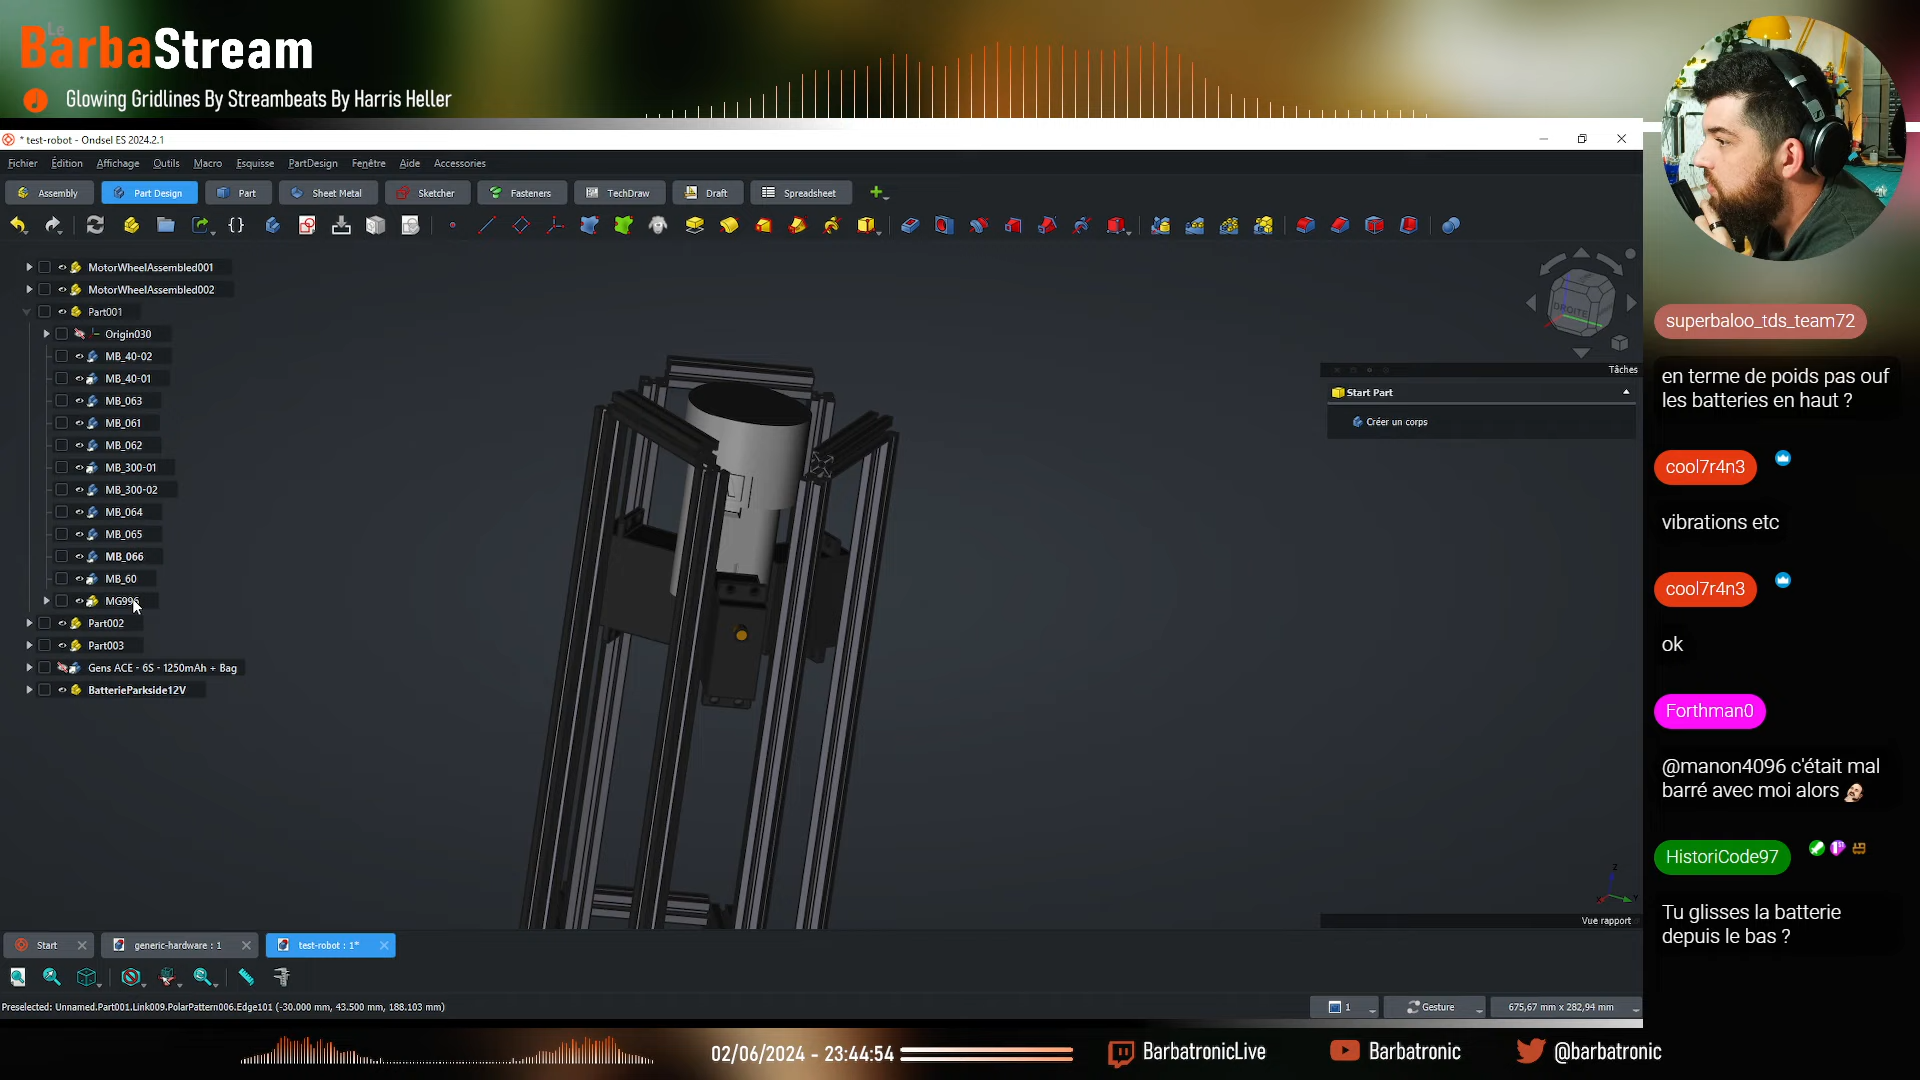 Le
BarbaStream
Glowing Gridlines By Streambeats By Harris Heller
* test-robot - Ondsel ES 2024.2.1
Fichier Édition Affichage Outils Macro Esquisse PartDesign Fenêtre Aide Accessories
Assembly Part Design Part Sheet Metal Sketcher Fasteners TechDraw Draft Spreadsheet
MotorWheelAssembled001
MotorWheelAssembled002
Part001
Origin030
MB_40-02
MB_40-01
MB_063
MB_061
MB_062
MB_300-01
MB_300-02
MB_064
MB_065
MB_066
MB_60
MG996
Part002
Part003
Gens ACE - 6S - 1250mAh + Bag
BatterieParkside12V
DROITE
Tâches
Start Part
Créer un corps
Z
Vue rapport
Start generic-hardware : 1 test-robot : 1*
Preselected: Unnamed.Part001.Link009.PolarPattern006.Edge101 (-30.000 mm, 43.500 mm, 188.103 mm)
1 Gesture 675,67 mm x 282,94 mm
superbaloo_tds_team72
en terme de poids pas ouf
les batteries en haut ?
cool7r4n3
vibrations etc
cool7r4n3
ok
Forthman0
@manon4096 c'était mal
barré avec moi alors
HistoriCode97
Tu glisses la batterie
depuis le bas ?
02/06/2024 - 23:44:54
BarbatronicLive
Barbatronic
@barbatronic